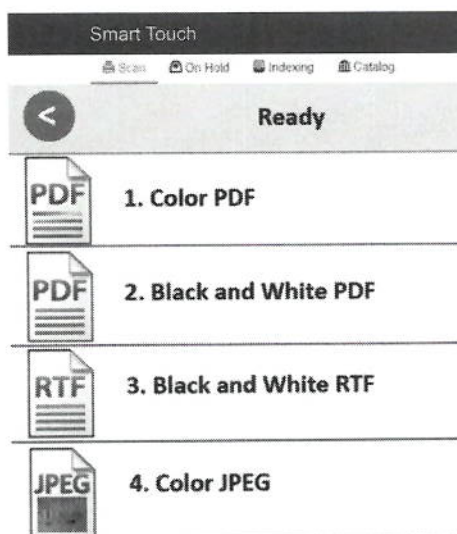 Smart Touch
Scan On Hold Indexing Catalog
<
Ready
PDF
1. Color PDF
PDF
2. Black and White PDF
RTF
3. Black and White RTF
JPEG
4. Color JPEG